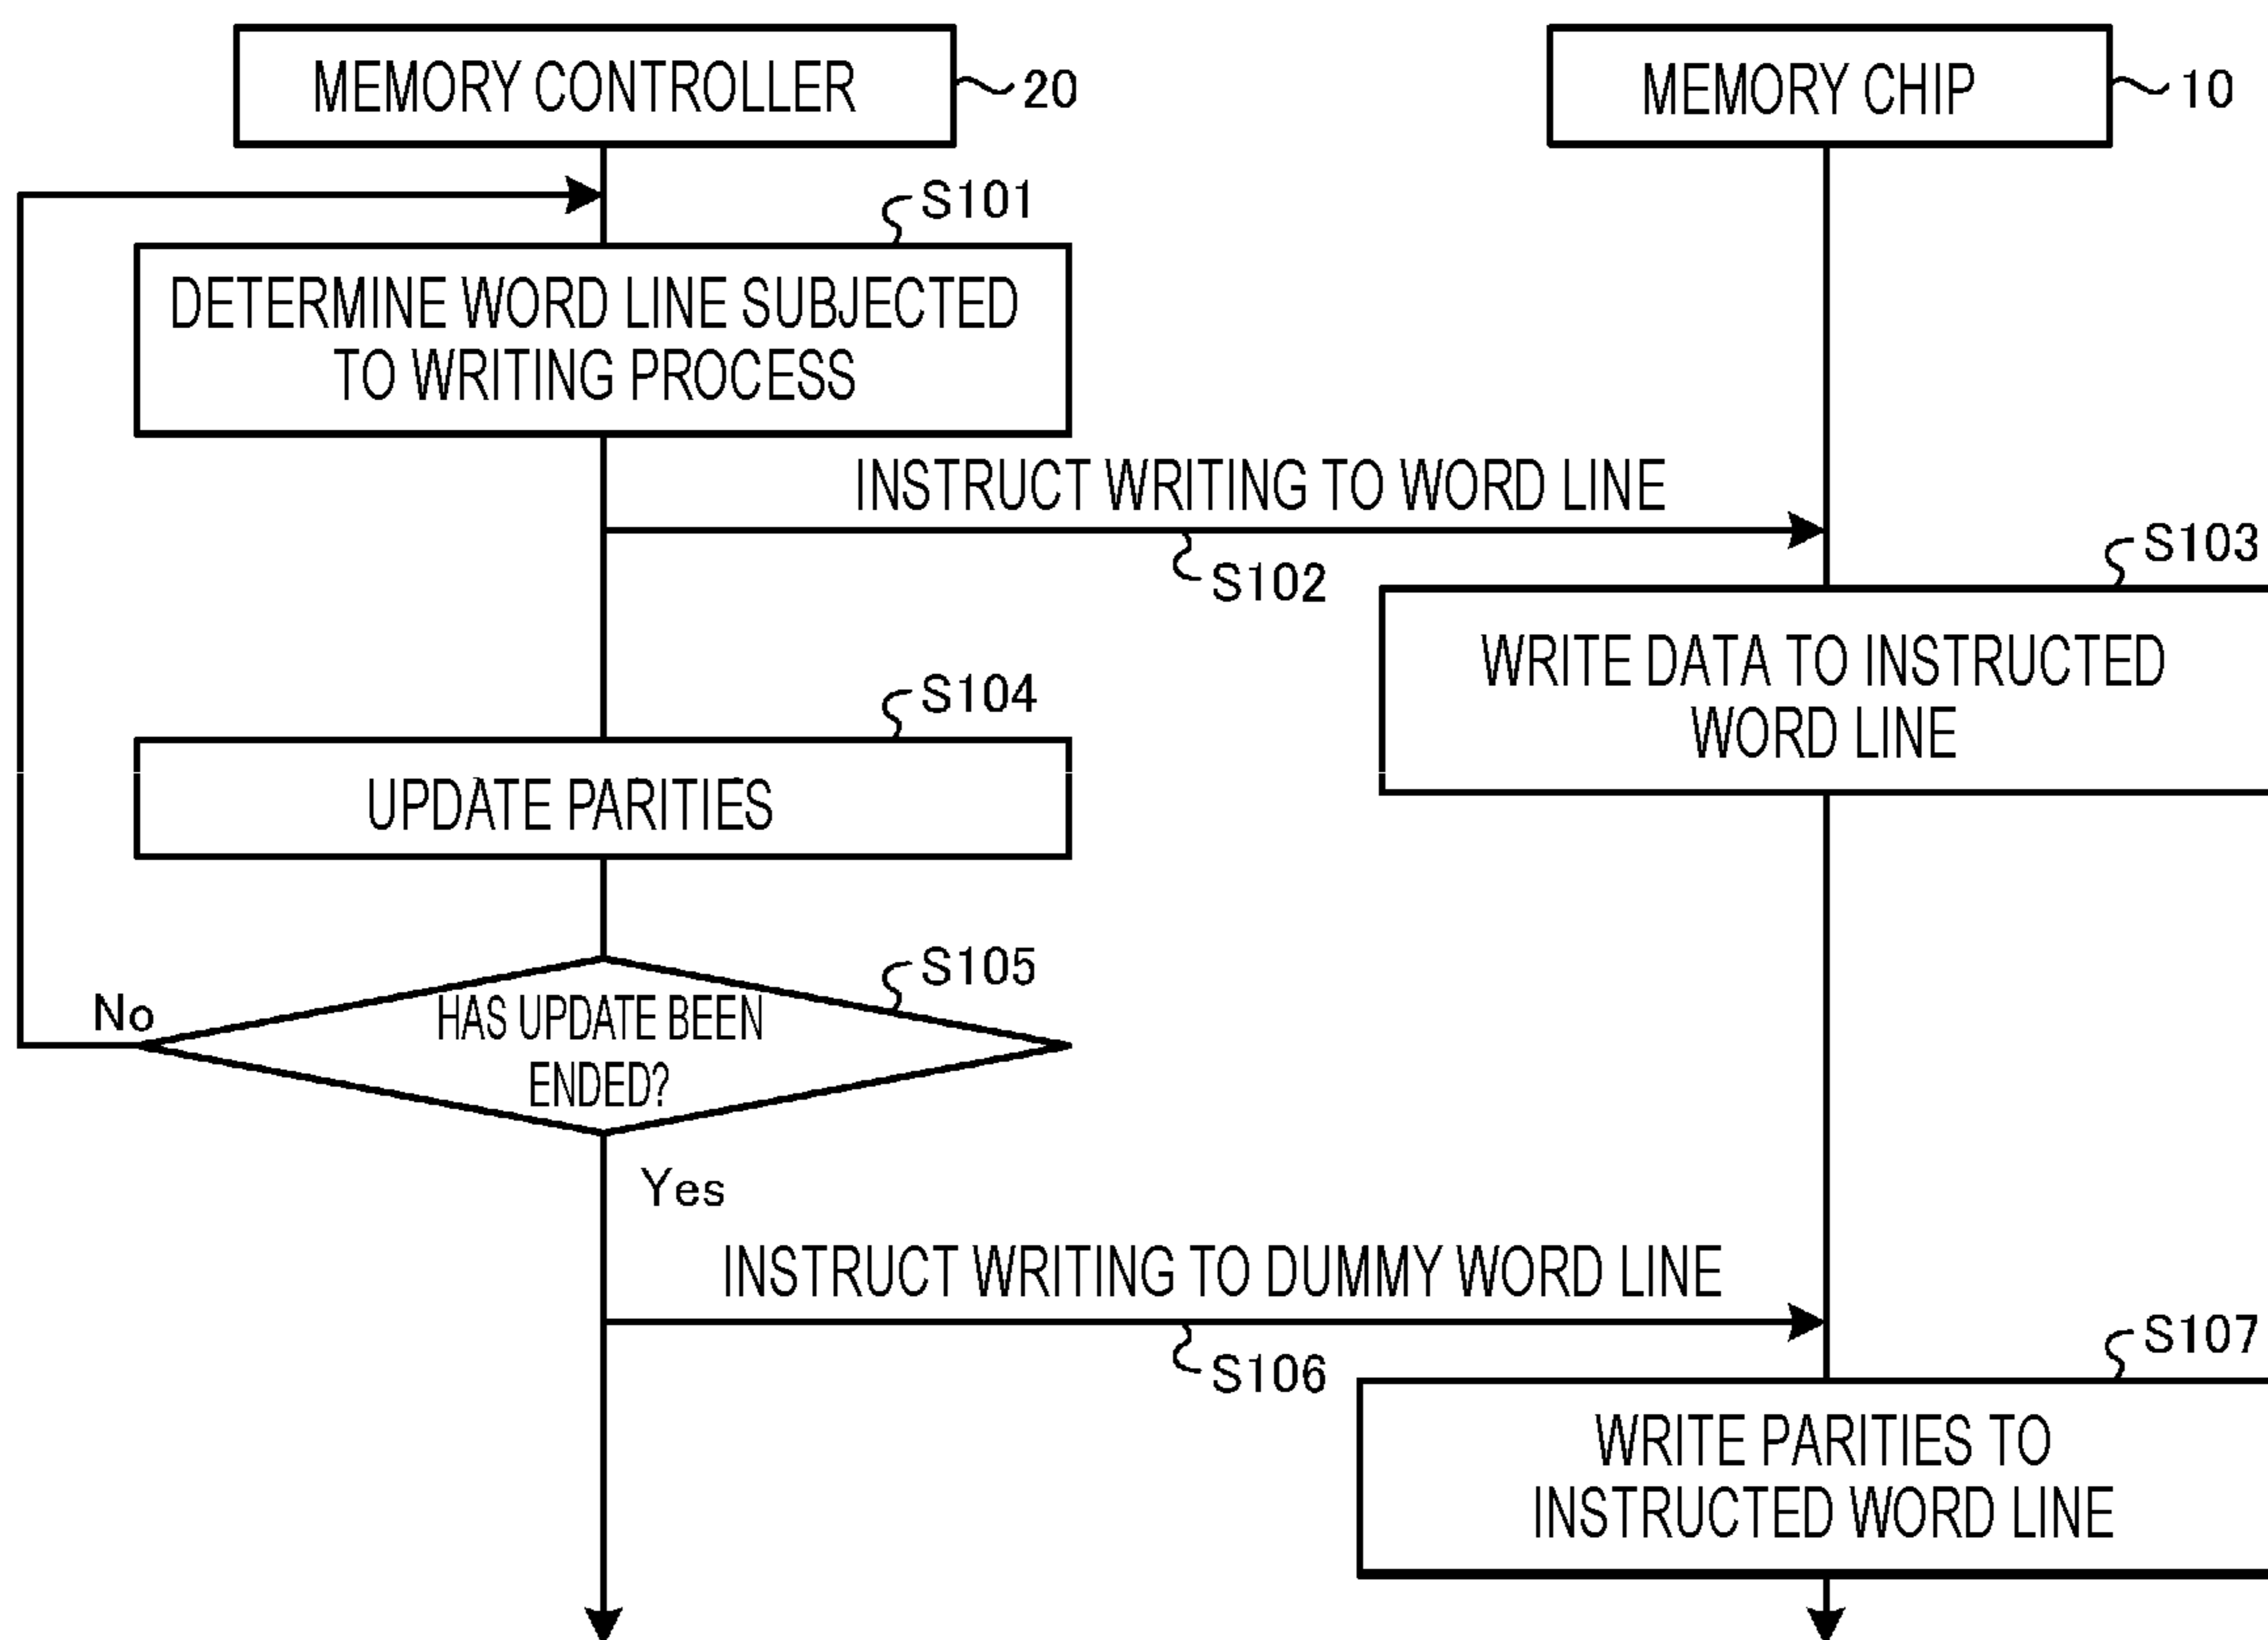 MEMORY CONTROLLER
20
MEMORY CHIP
10
S101
DETERMINE WORD LINE SUBJECTED
TO WRITING PROCESS
INSTRUCT WRITING TO WORD LINE
S102
S103
WRITE DATA TO INSTRUCTED
WORD LINE
S104
UPDATE PARITIES
S105
HAS UPDATE BEEN
ENDED?
No
Yes
INSTRUCT WRITING TO DUMMY WORD LINE
S106
S107
WRITE PARITIES TO
INSTRUCTED WORD LINE